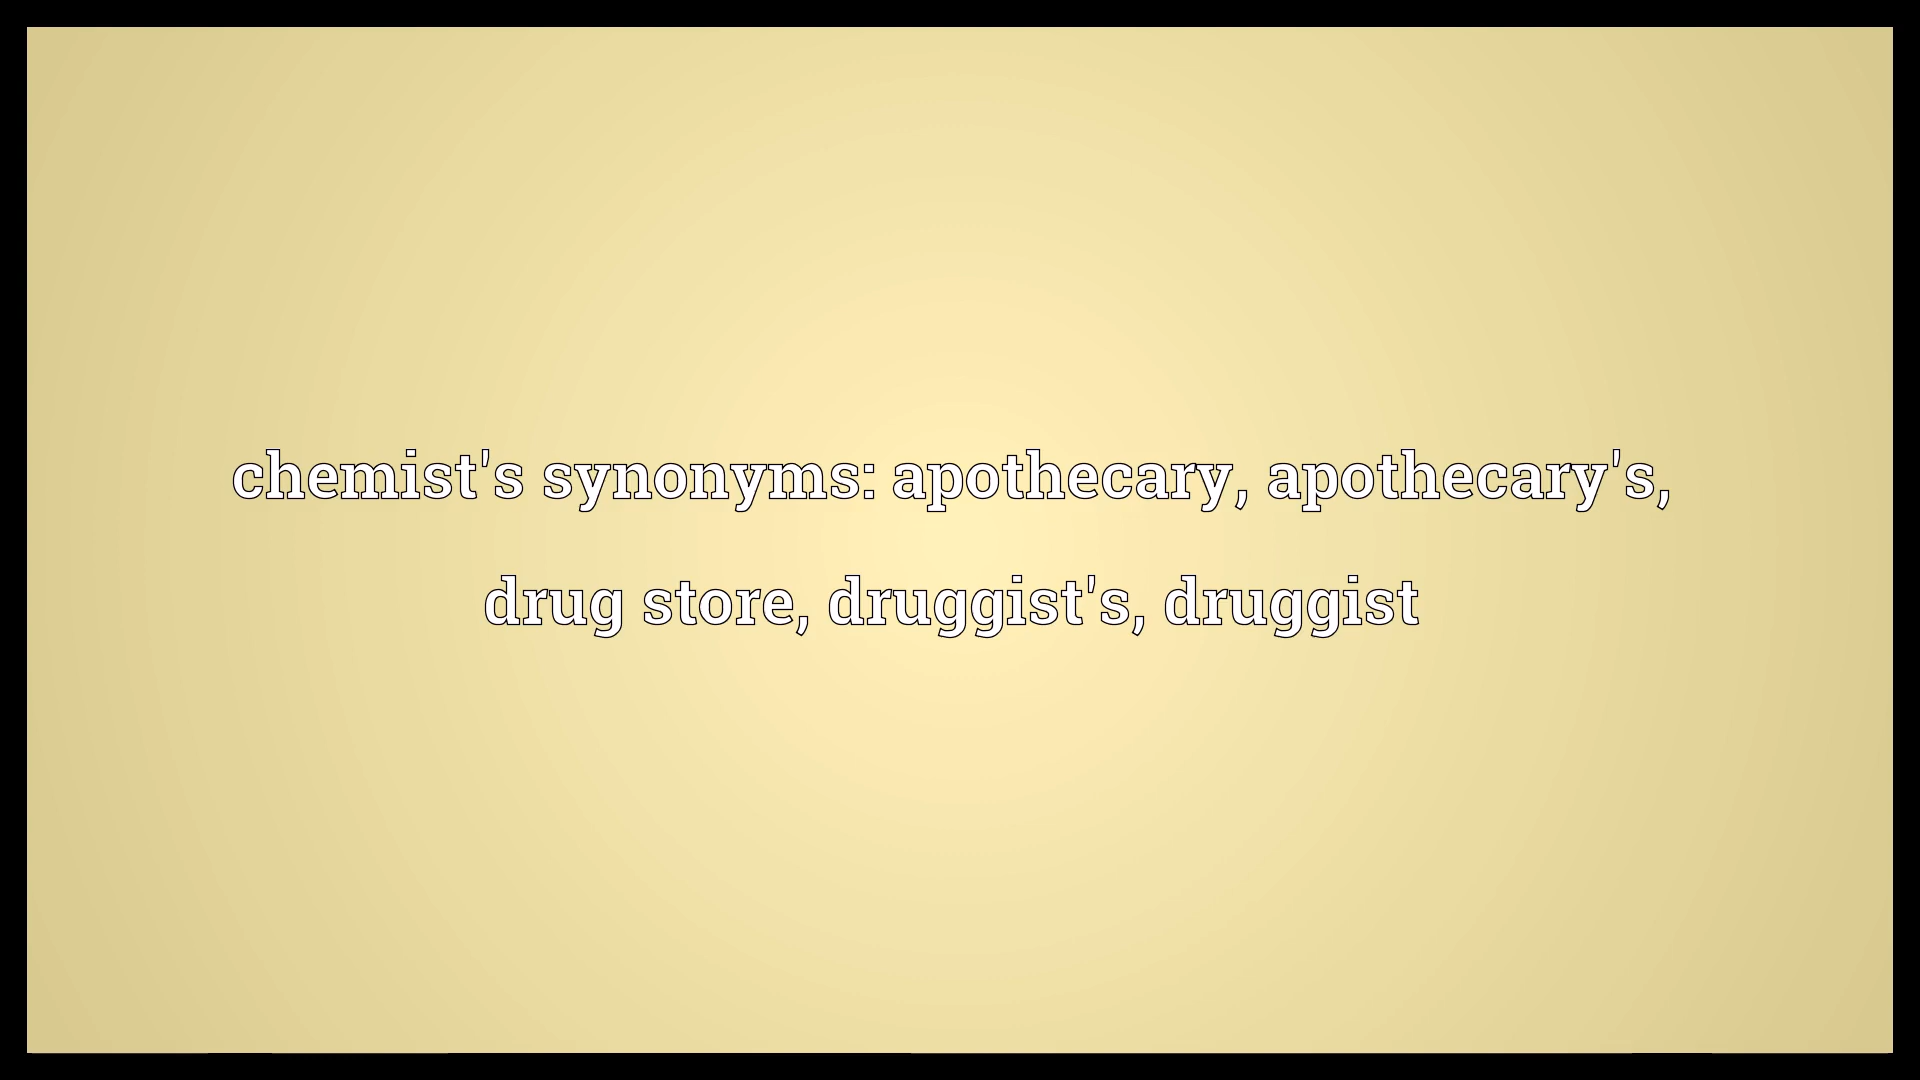 chemist's synonyms: apothecary, apothecary's,
drug store, druggist's, druggist